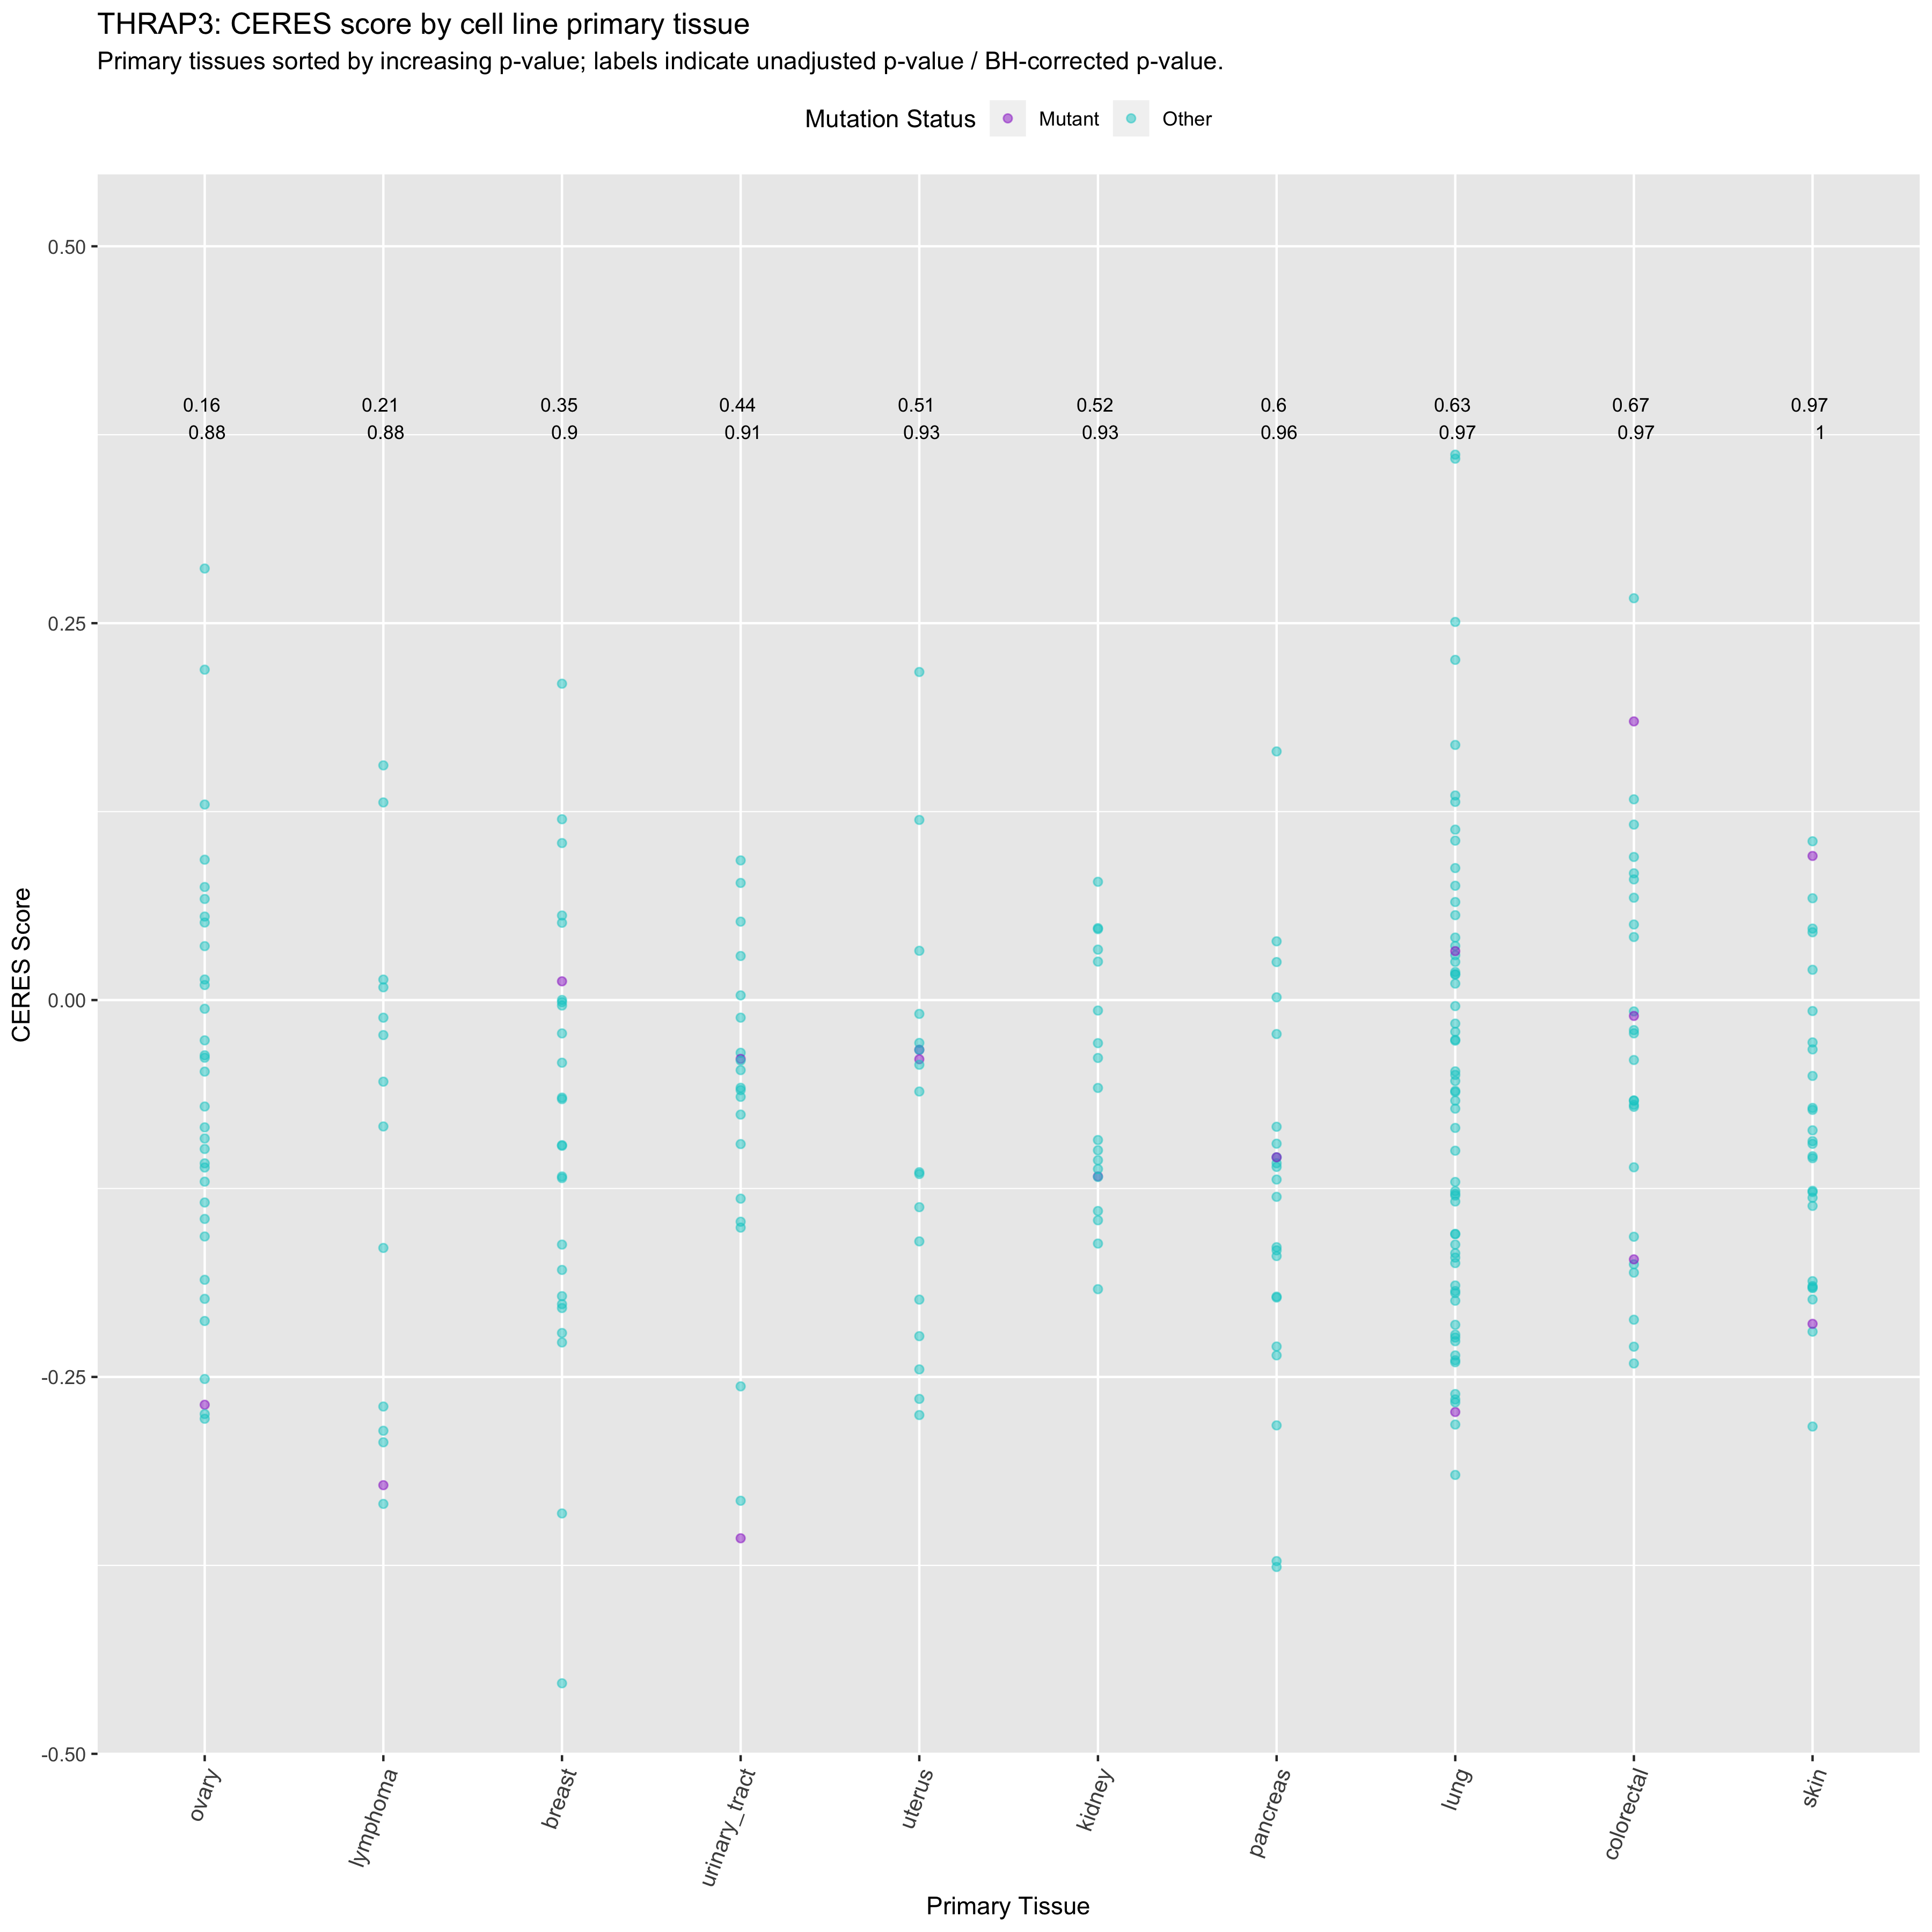 THRAP3: CERES score by cell line primary tissue
Primary tissues sorted by increasing p-value; labels indicate unadjusted p-value / BH-corrected p-value.
Mutation Status Mutant Other
0.50
0.16 0.21 0.35 0.44 0.51 0.52 0.6 0.63 0.67 0.97
0.88 0.88 0.9 0.91 0.93 0.93 0.96 0.97 0.97 1
0.25
0.00
-0.25
-0.50
CERES Score
ovary lymphoma breast urinary_tract uterus kidney pancreas lung colorectal skin
Primary Tissue